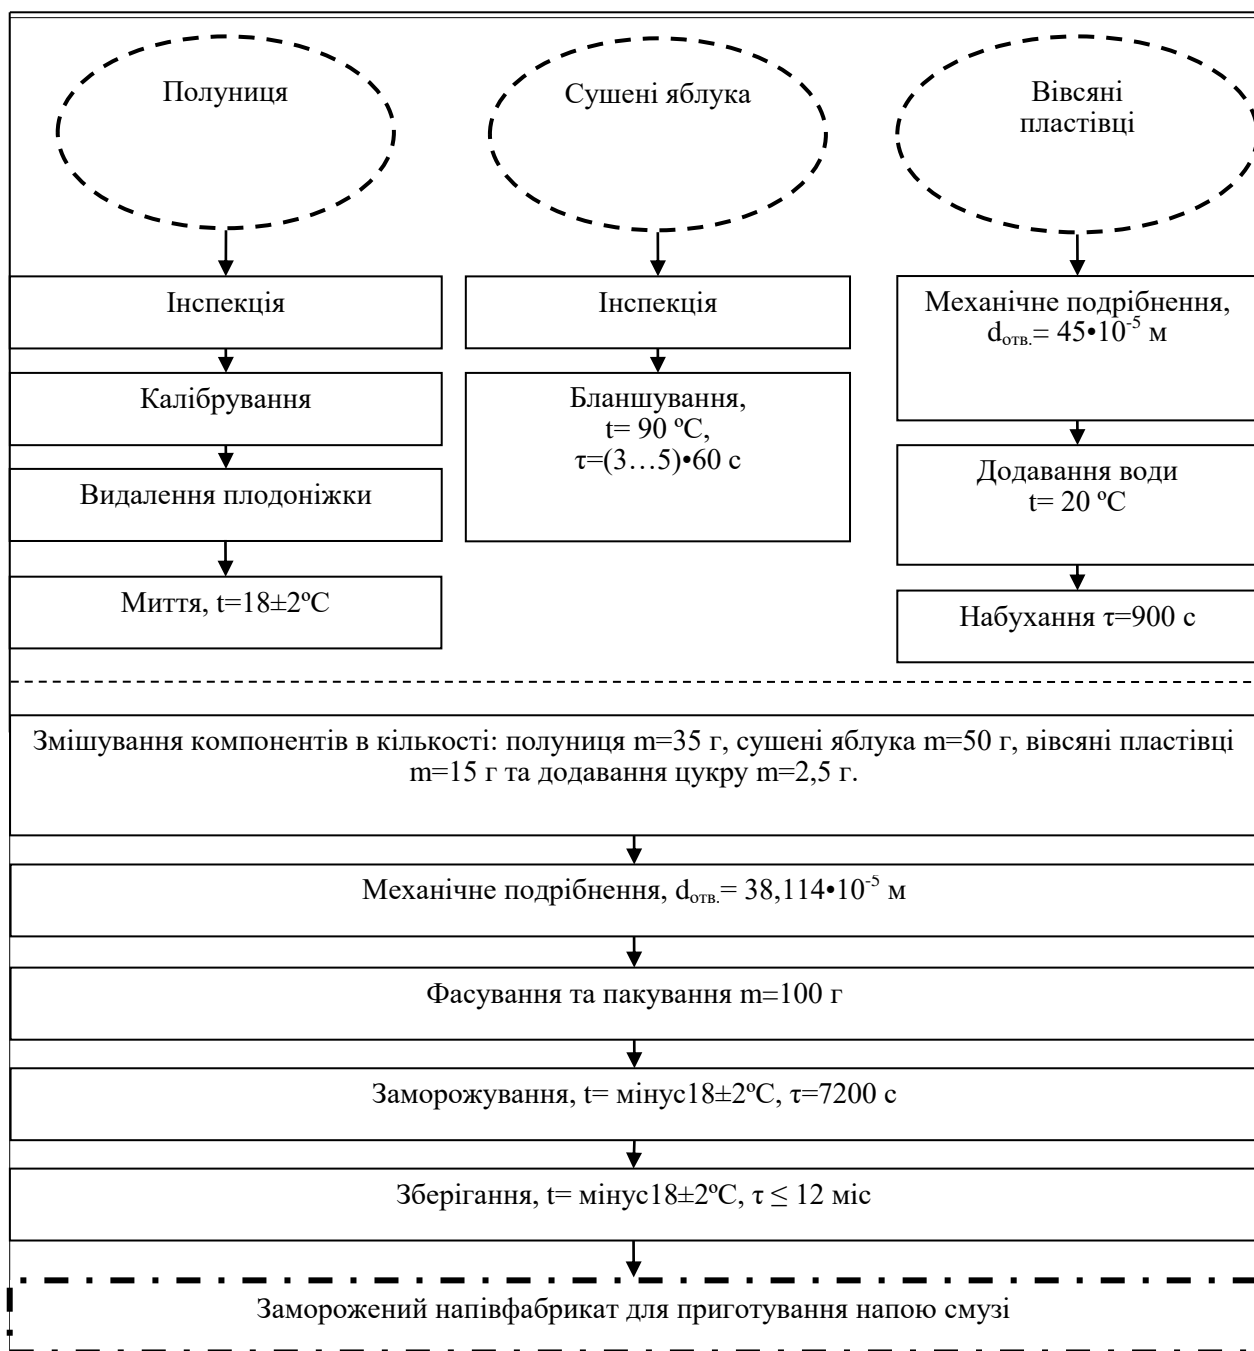 Полуниця
Сушені яблука
Вівсяні
пластівці
Інспекція
Калібрування
Видалення плодоніжки
Миття, t=18±2ºС
Інспекція
Бланшування,
t= 90 ºС,
τ=(3…5)•60 с
Механічне подрібнення,
dотв.= 45•10-5 м
Додавання води
t= 20 ºС
Набухання τ=900 с
Змішування компонентів в кількості: полуниця m=35 г, сушені яблука m=50 г, вівсяні пластівці
m=15 г та додавання цукру m=2,5 г.
Механічне подрібнення, dотв.= 38,114•10-5 м
Фасування та пакування m=100 г
Заморожування, t= мінус18±2ºС, τ=7200 с
Зберігання, t= мінус18±2ºС, τ ≤ 12 міс
Заморожений напівфабрикат для приготування напою смузі